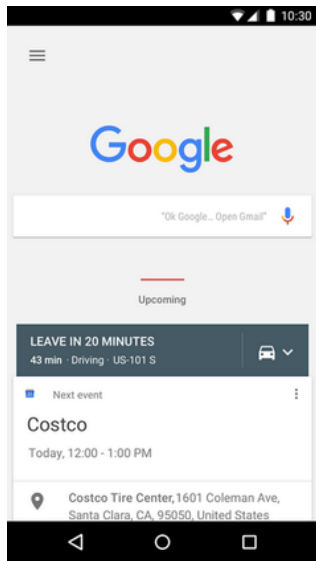 10:30
Google
"Ok Google... Open Gmail"
Upcoming
LEAVE IN 20 MINUTES
43 min · Driving · US-101 S
Next event
Costco
Today, 12:00 - 1:00 PM
Costco Tire Center, 1601 Coleman Ave,
Santa Clara, CA, 95050, United States